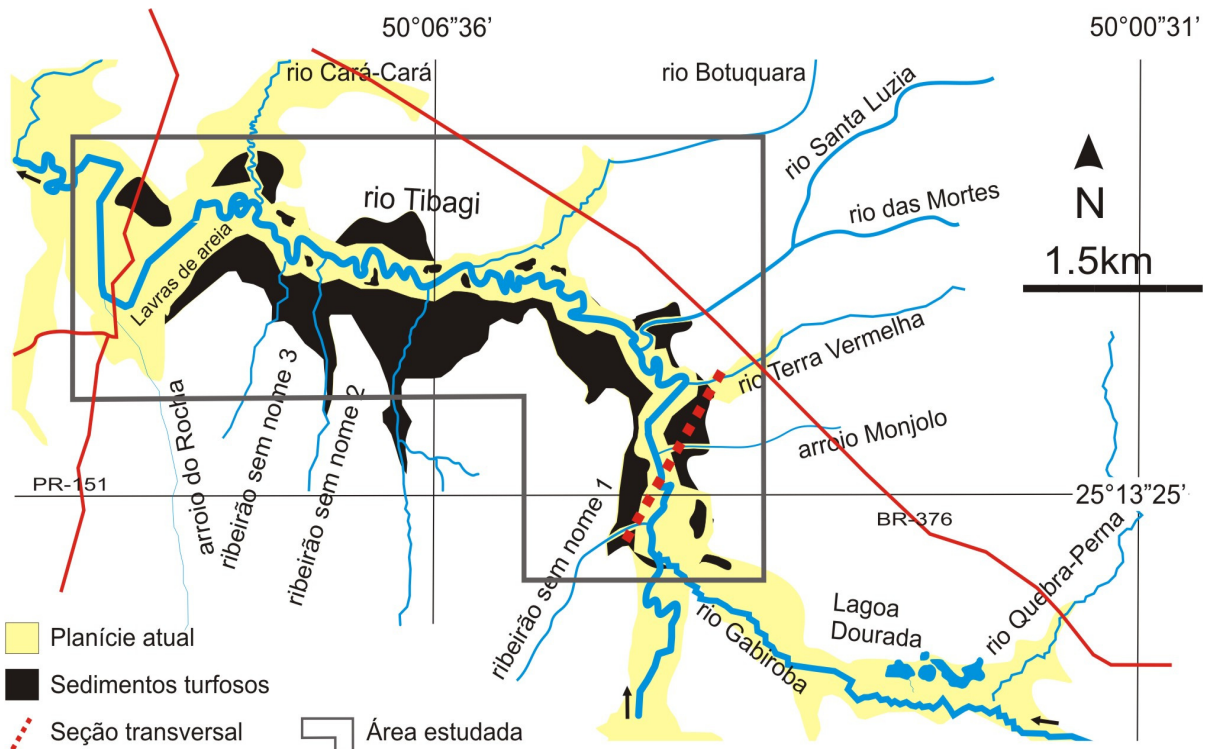 50°06”36’
50°00”31’
rio Cará-Cará
rio Botuquara
rio Santa Luzia
rio Tibagi
rio das Mortes
N
1.5km
Lavras de areia
rio Terra Vermelha
arroio Monjolo
arroio do Rocha
ribeirão sem nome 3
ribeirão sem nome 2
PR-151
25°13”25’
BR-376
ribeirão sem nome 1
rio Gabiroba
Lagoa
Dourada
rio Quebra-Perna
Planície atual
Sedimentos turfosos
Seção transversal
Área estudada